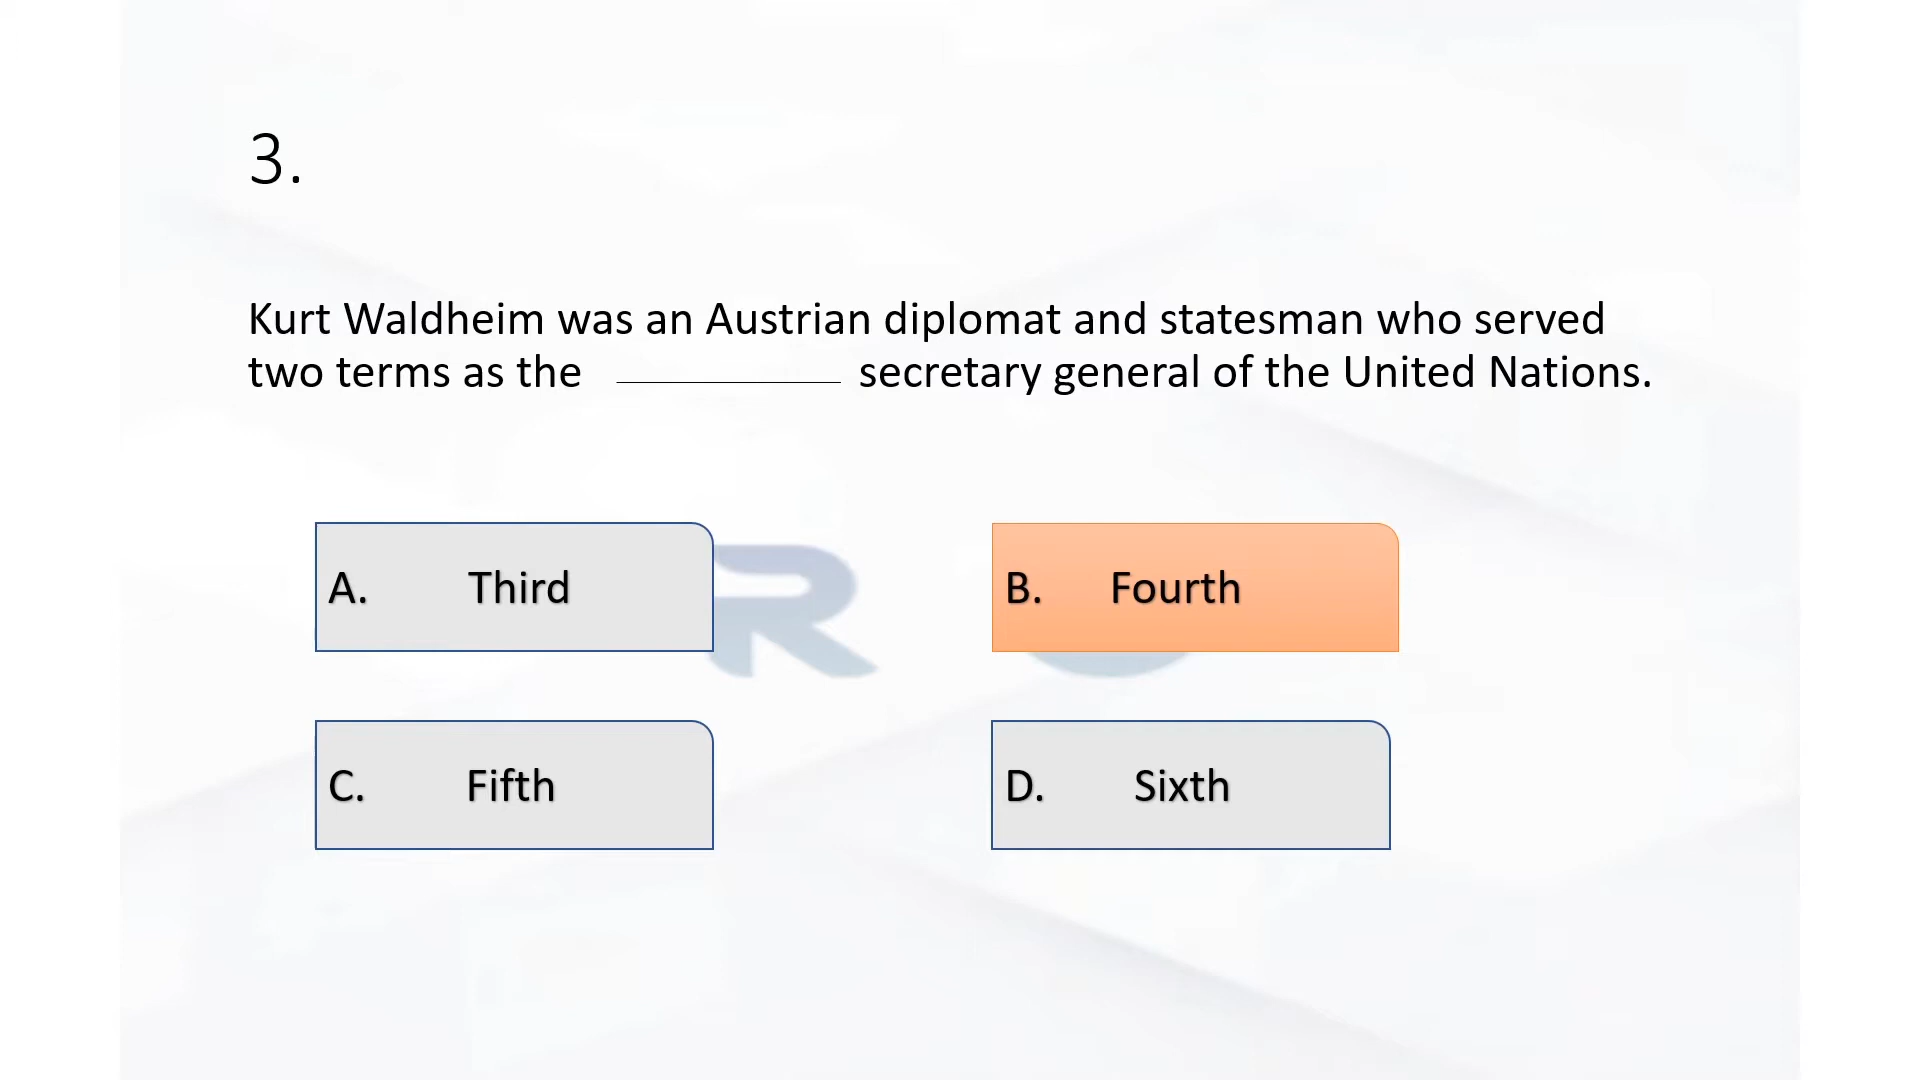 3.
Kurt Waldheim was an Austrian diplomat and statesman who served
two terms as the __________ secretary general of the United Nations.
A. Third
B. Fourth
C. Fifth
D. Sixth